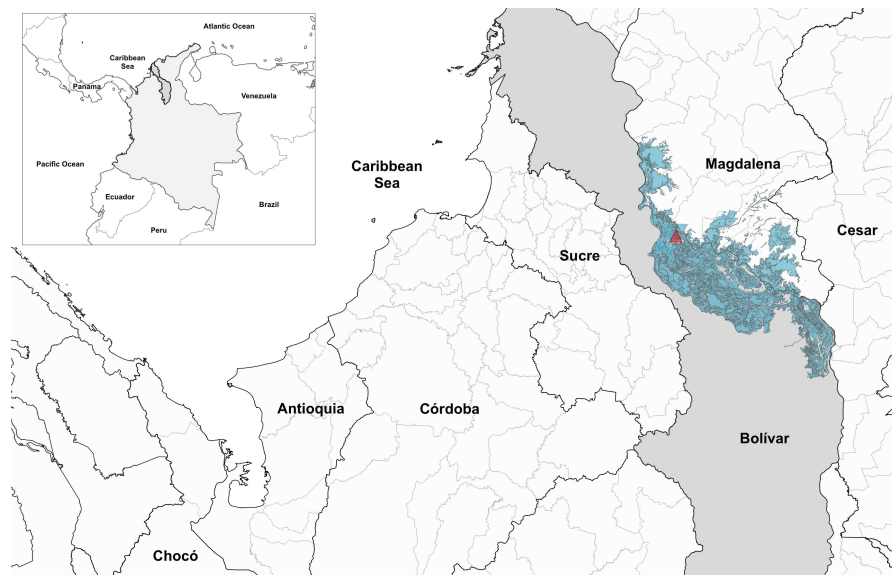 Atlantic Ocean
Caribbean
Sea
Panama
Venezuela
Pacific Ocean
Ecuador
Brazil
Peru
Caribbean
Sea
Magdalena
Cesar
Sucre
Antioquia
Córdoba
Bolívar
Chocó